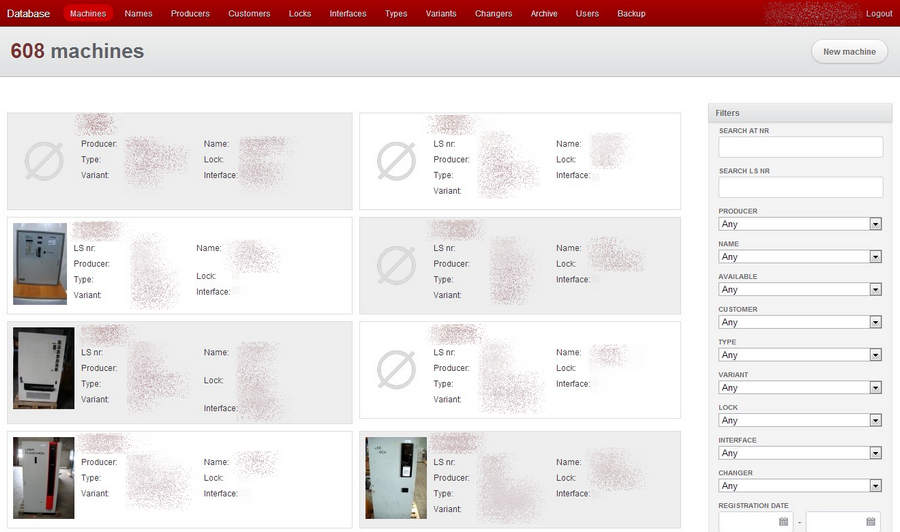 Database Machines Names Producers Customers Locks Interfaces Types Variants Changers Archive Users Backup Logout
608 machines New machine
Producer: Name:
Type: Lock:
Variant: Interface:
LS nr: Name:
Producer: Lock:
Type: Interface:
Variant:
LS nr: Name:
Producer:
Type: Lock:
Variant: Interface:
LS nr: Name:
Producer: Lock:
Type: Interface:
Variant:
LS nr: Name:
Producer:
Type: Lock:
Variant: Interface:
LS nr: Name:
Producer: Lock:
Type: Interface:
Variant:
Producer: Name:
Type: Lock:
Variant: Interface:
LS nr: Name:
Producer: Lock:
Type: Interface:
Variant:
Filters
SEARCH AT NR
SEARCH LS NR
PRODUCER
Any
NAME
Any
AVAILABLE
Any
CUSTOMER
Any
TYPE
Any
VARIANT
Any
LOCK
Any
INTERFACE
Any
CHANGER
Any
REGISTRATION DATE
-